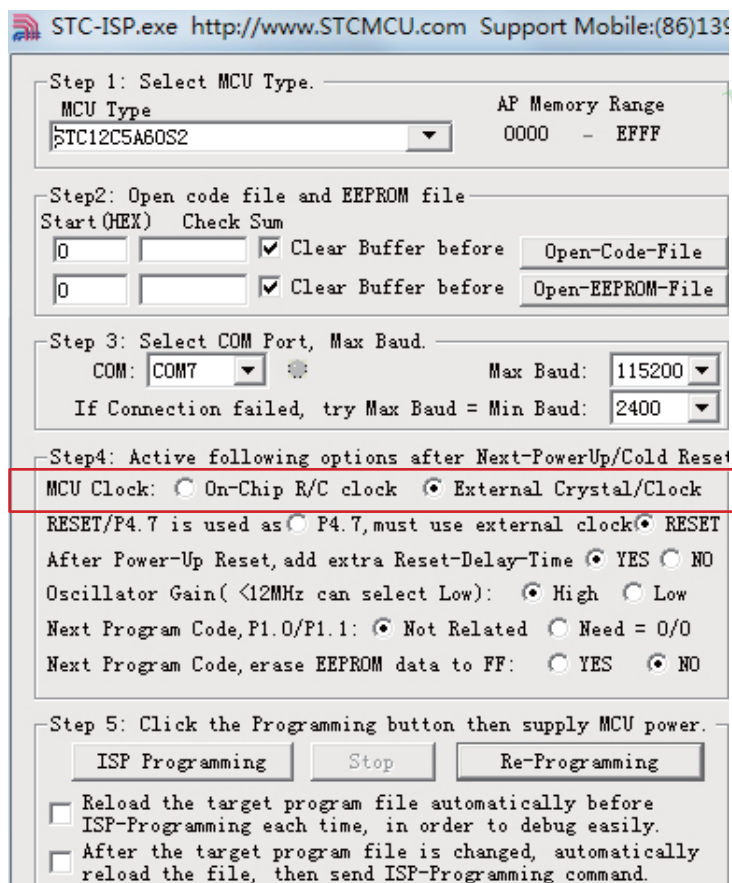 STC-ISP.exe http://www.STCMCU.com Support Mobile:(86)139
Step 1: Select MCU Type.
MCU Type
AP Memory Range
STC12C5A60S2
0000 - EFFF
Step2: Open code file and EEPROM file
Start(HEX) Check Sum
0
Clear Buffer before
Open-Code-File
0
Clear Buffer before
Open-EEPROM-File
Step 3: Select COM Port, Max Baud.
COM: COM7
Max Baud: 115200
If Connection failed, try Max Baud = Min Baud: 2400
Step4: Active following options after Next-PowerUp/Cold Reset
MCU Clock: On-Chip R/C clock External Crystal/Clock
RESET/P4.7 is used as P4.7,must use external clock RESET
After Power-Up Reset, add extra Reset-Delay-Time YES NO
Oscillator Gain( <12MHz can select Low): High Low
Next Program Code,P1.0/P1.1: Not Related Need = 0/0
Next Program Code,erase EEPROM data to FF: YES NO
Step 5: Click the Programming button then supply MCU power.
ISP Programming
Stop
Re-Programming
Reload the target program file automatically before
ISP-Programming each time, in order to debug easily.
After the target program file is changed, automatically
reload the file, then send ISP-Programming command.